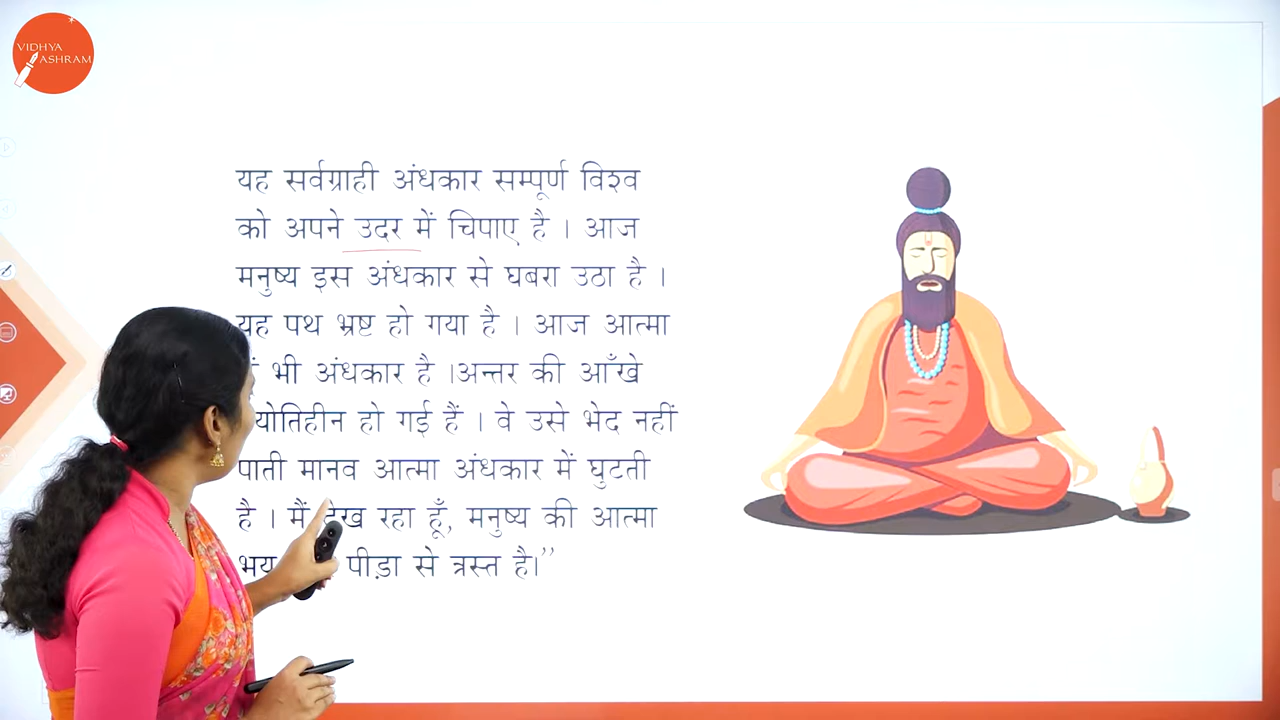 VIDHYA
ASHRAM
यह सर्वग्राही अंधकार सम्पूर्ण विश्व
को अपने उदर में चिपाए है । आज
मनुष्य इस अंधकार से घबरा उठा है ।
यह पथ भ्रष्ट हो गया है । आज आत्मा
भी अंधकार है ।अन्तर की आँखे
हो गई हैं । वे उसे भेद नहीं
पाती मानव आत्मा अंधकार में घुटती
है । मैं रहा हूँ, मनुष्य की आत्मा
भय पीड़ा से त्रस्त है।”